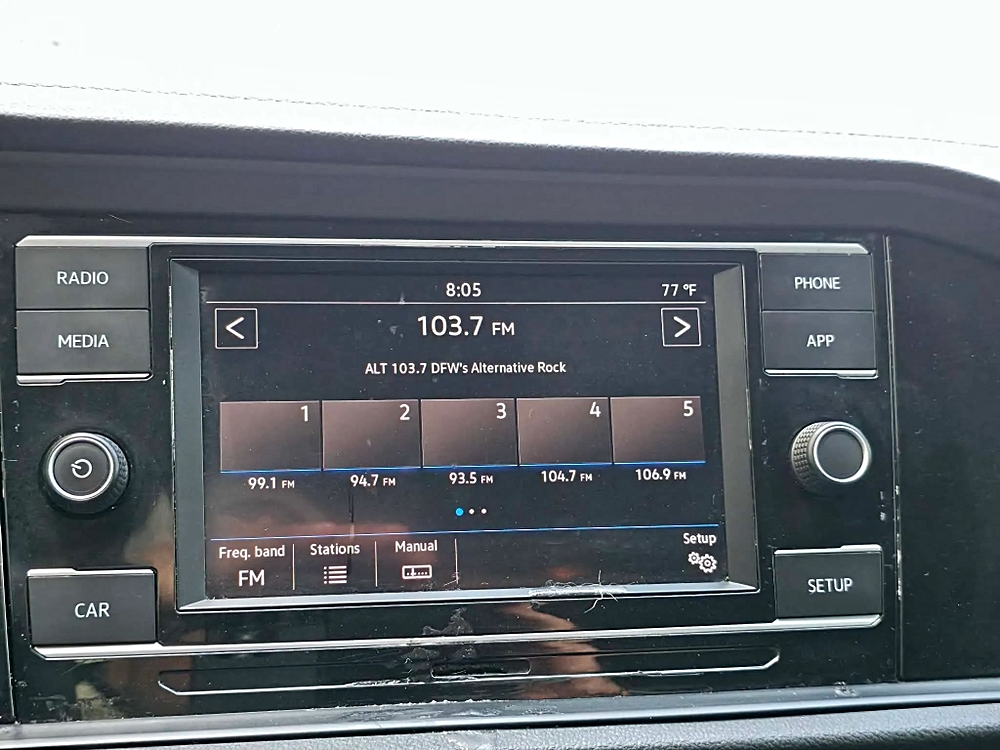 RADIO
MEDIA
8:05 77 °F
< 103.7 FM >
ALT 103.7 DFW's Alternative Rock
1 2 3 4 5
99.1 FM 94.7 FM 93.5 FM 104.7 FM 106.9 FM
Freq. band Stations Manual Setup
FM
PHONE
APP
CAR
SETUP